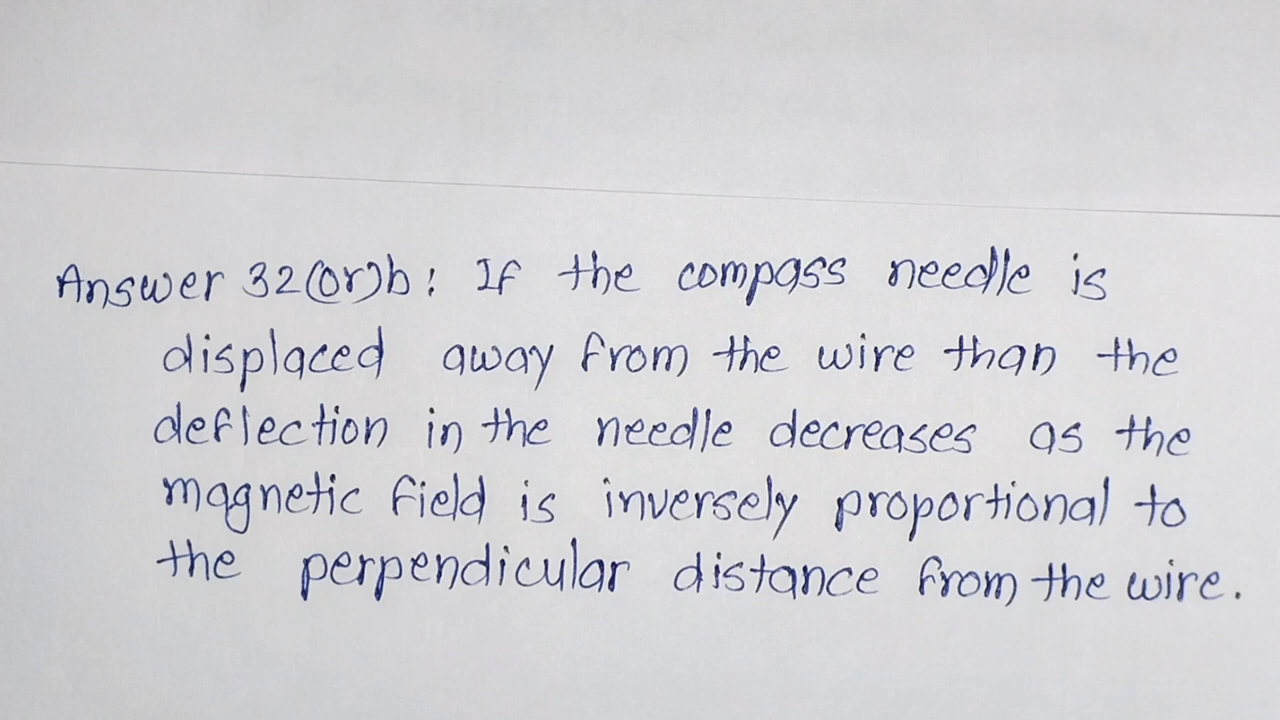 Answer 32(or)b: If the compass needle is
displaced away from the wire than the
deflection in the needle decreases as the
magnetic field is inversely proportional to
the perpendicular distance from the wire.